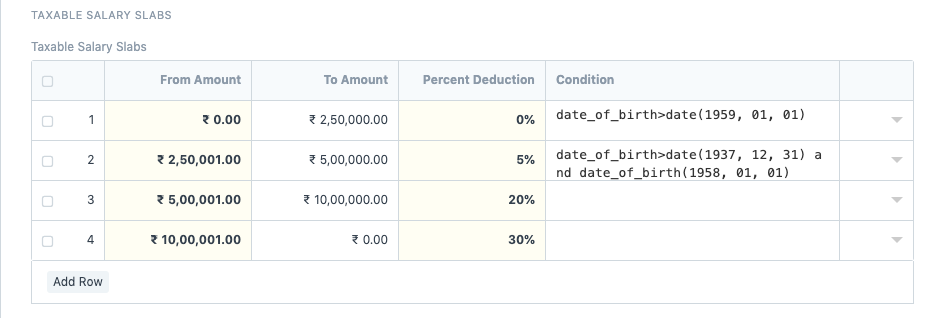 TAXABLE SALARY SLABS
Taxable Salary Slabs
From Amount To Amount Percent Deduction Condition
1 ₹ 0.00 ₹ 2,50,000.00 0% date_of_birth>date(1959, 01, 01)
2 ₹ 2,50,001.00 ₹ 5,00,000.00 5% date_of_birth>date(1937, 12, 31) a
nd date_of_birth(1958, 01, 01)
3 ₹ 5,00,001.00 ₹ 10,00,000.00 20%
4 ₹ 10,00,001.00 ₹ 0.00 30%
Add Row